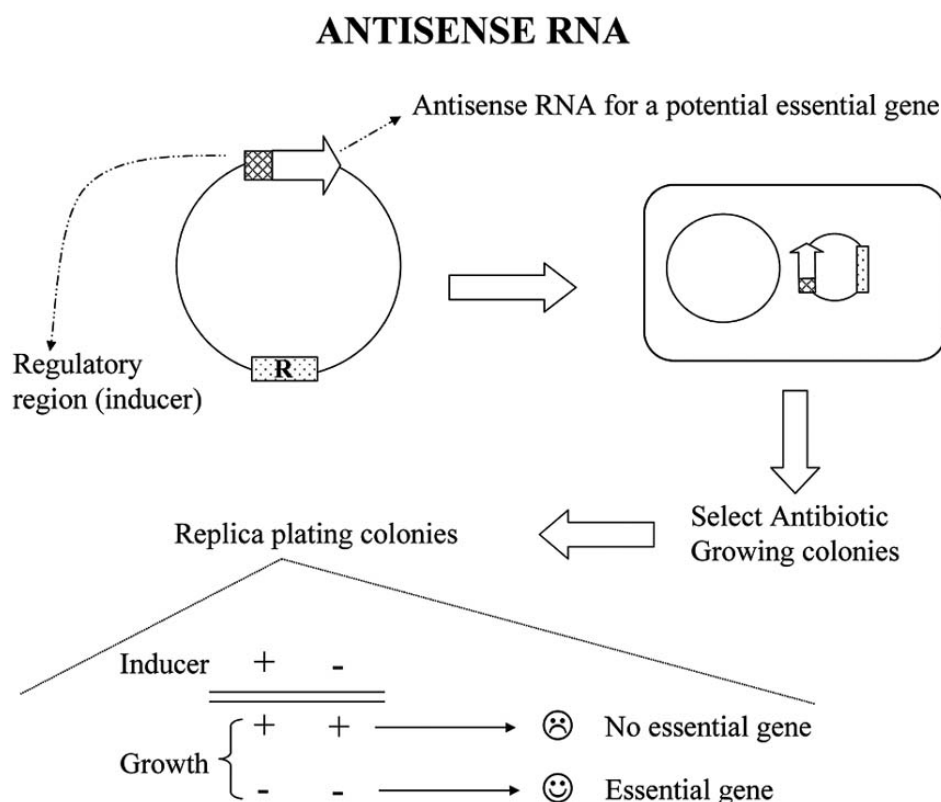 ANTISENSE RNA
Antisense RNA for a potential essential gene
Regulatory
region (inducer)
R
Select Antibiotic
Growing colonies
Replica plating colonies
Inducer + -
+ + No essential gene
Growth
- - Essential gene